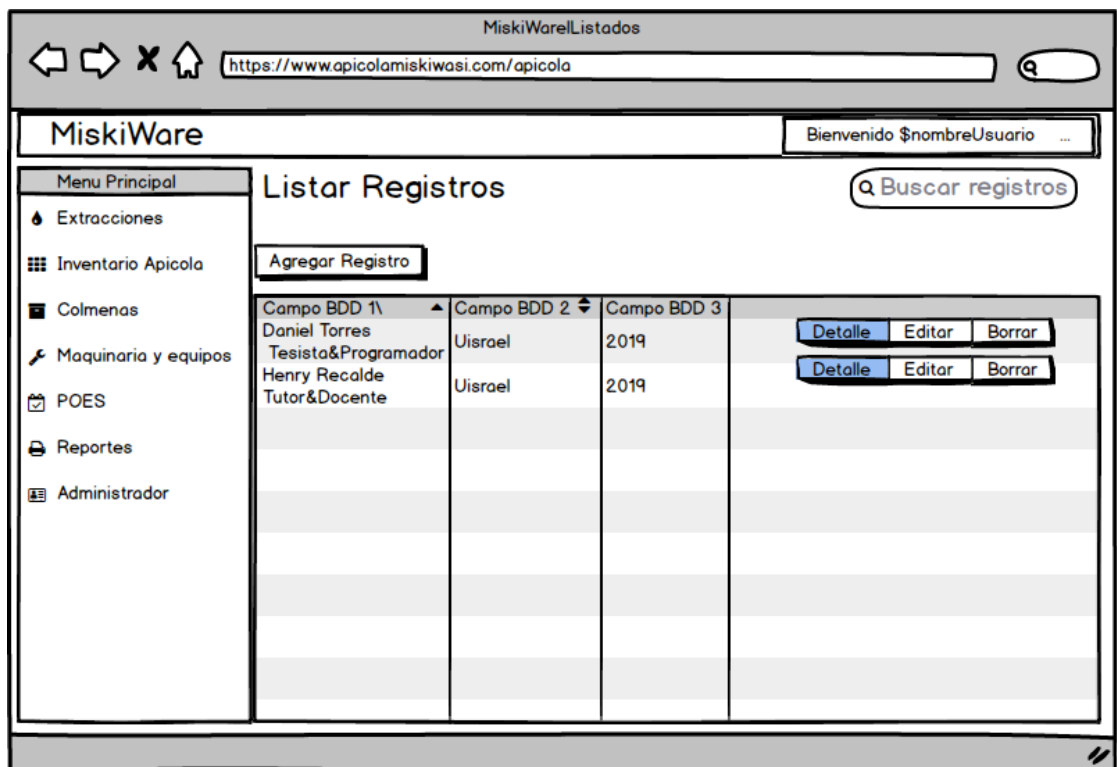 MiskiWare|Listados
https://www.apicolamiskiwasi.com/apicola
MiskiWare
Bienvenido $nombreUsuario ...
Menu Principal
Extracciones
Inventario Apicola
Colmenas
Maquinaria y equipos
POES
Reportes
Administrador
Listar Registros
Buscar registros
Agregar Registro
Campo BDD 1\ Campo BDD 2 Campo BDD 3
Daniel Torres
Tesista&Programador
Uisrael
2019
Detalle Editar Borrar
Henry Recalde
Tutor&Docente
Uisrael
2019
Detalle Editar Borrar